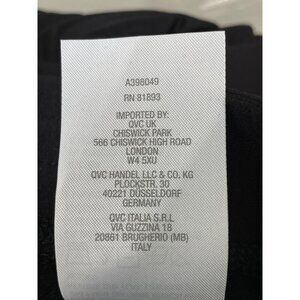 A398049
RN 81893
IMPORTED BY:
QVC UK
CHISWICK PARK
566 CHISWICK HIGH ROAD
LONDON
W4 5XU
QVC HANDEL LLC & CO. KG
PLOCKSTR. 30
40221 DÜSSELDORF
GERMANY
QVC ITALIA S.R.L
VIA GUZZINA 18
20861 BRUGHERIO (MB)
ITALY